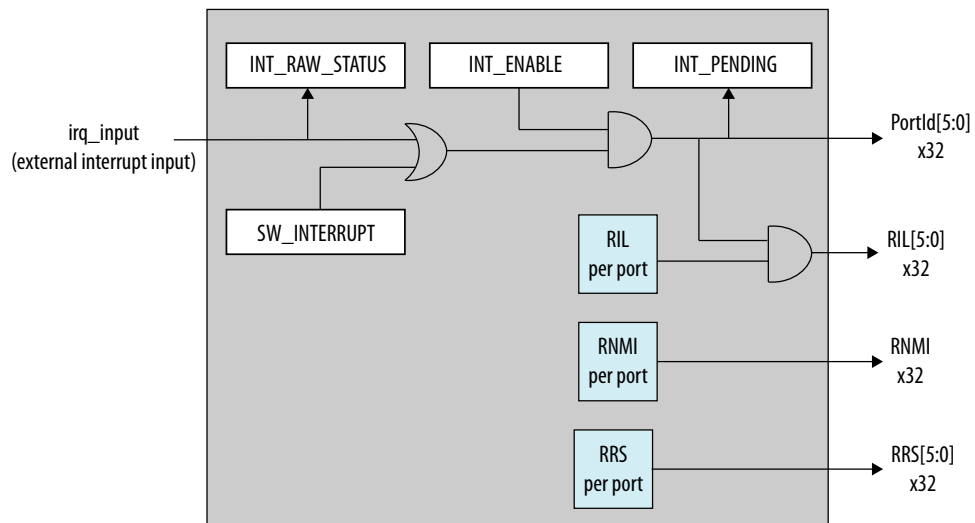 INT_RAW_STATUS
INT_ENABLE
INT_PENDING
irq_input
(external interrupt input)
PortId[5:0]
x32
SW_INTERRUPT
RIL
per port
RIL[5:0]
x32
RNMI
per port
RNMI
x32
RRS
per port
RRS[5:0]
x32